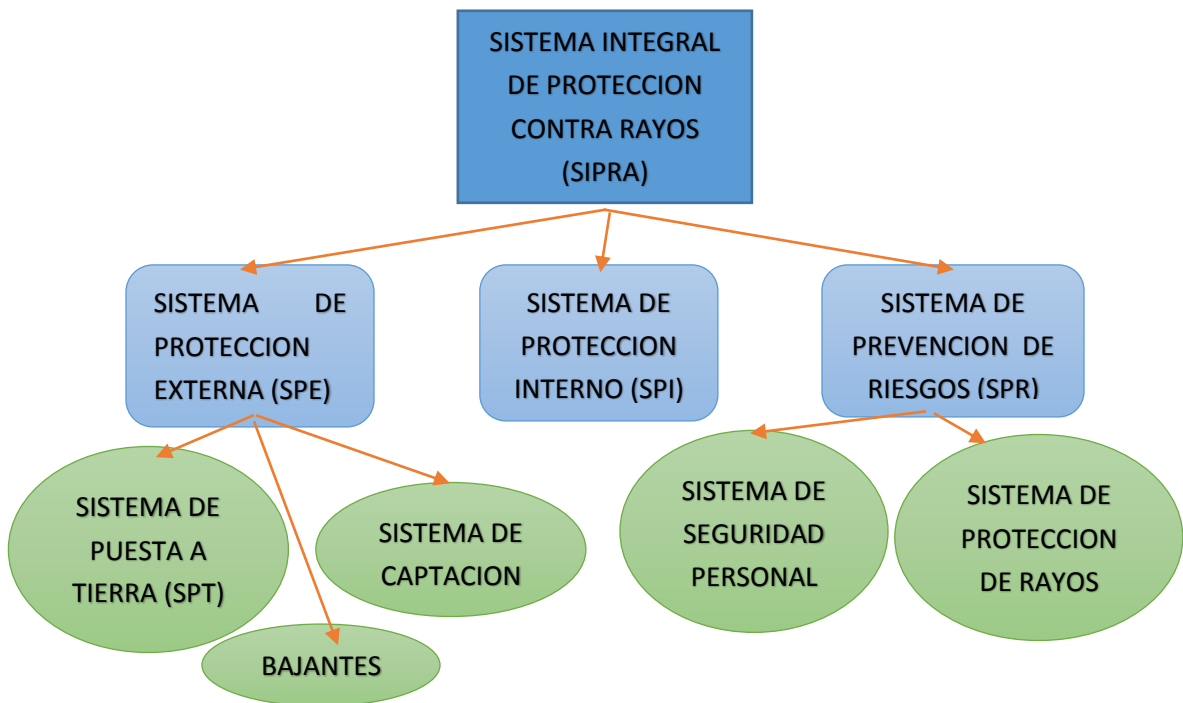 SISTEMA INTEGRAL
DE PROTECCION
CONTRA RAYOS
(SIPRA)
SISTEMA DE
PROTECCION
EXTERNA (SPE)
SISTEMA DE
PROTECCION
INTERNO (SPI)
SISTEMA DE
PREVENCION DE
RIESGOS (SPR)
SISTEMA DE
PUESTA A
TIERRA (SPT)
BAJANTES
SISTEMA DE
CAPTACION
SISTEMA DE
SEGURIDAD
PERSONAL
SISTEMA DE
PROTECCION
DE RAYOS